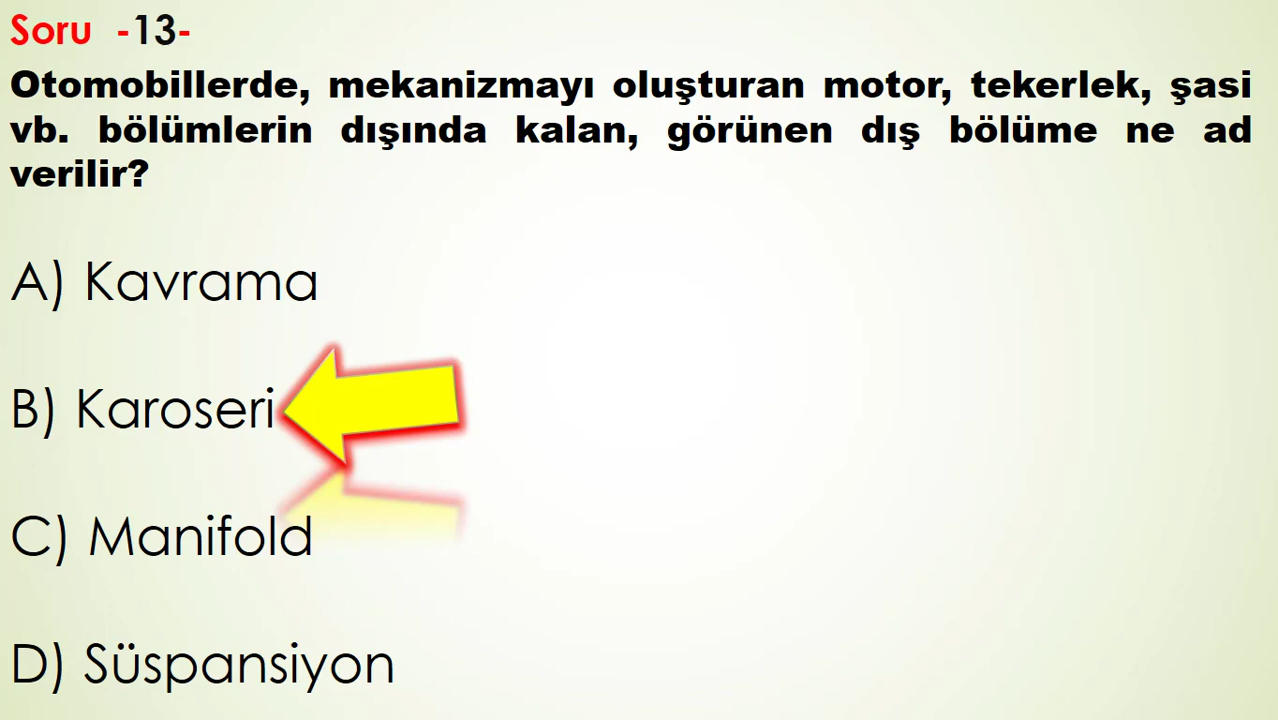 Soru -13-
Otomobillerde, mekanizmayı oluşturan motor, tekerlek, şasi
vb. bölümlerin dışında kalan, görünen dış bölüme ne ad
verilir?
A) Kavrama
B) Karoseri
C) Manifold
D) Süspansiyon